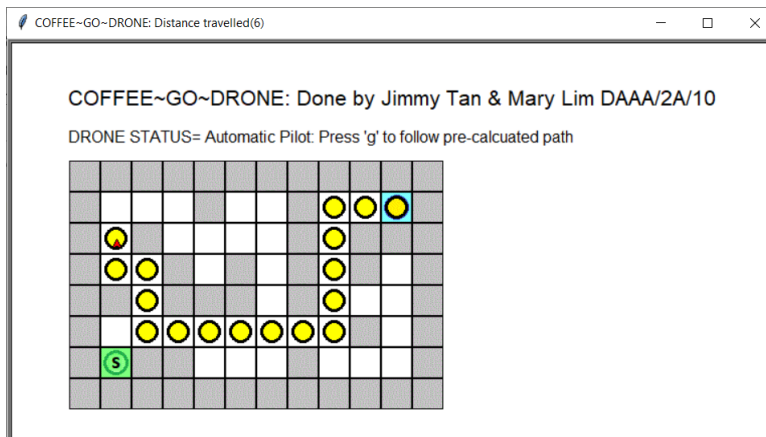 COFFEE~GO~DRONE: Distance travelled(6)
COFFEE~GO~DRONE: Done by Jimmy Tan & Mary Lim DAAA/2A/10
DRONE STATUS= Automatic Pilot: Press 'g' to follow pre-calcuated path
S